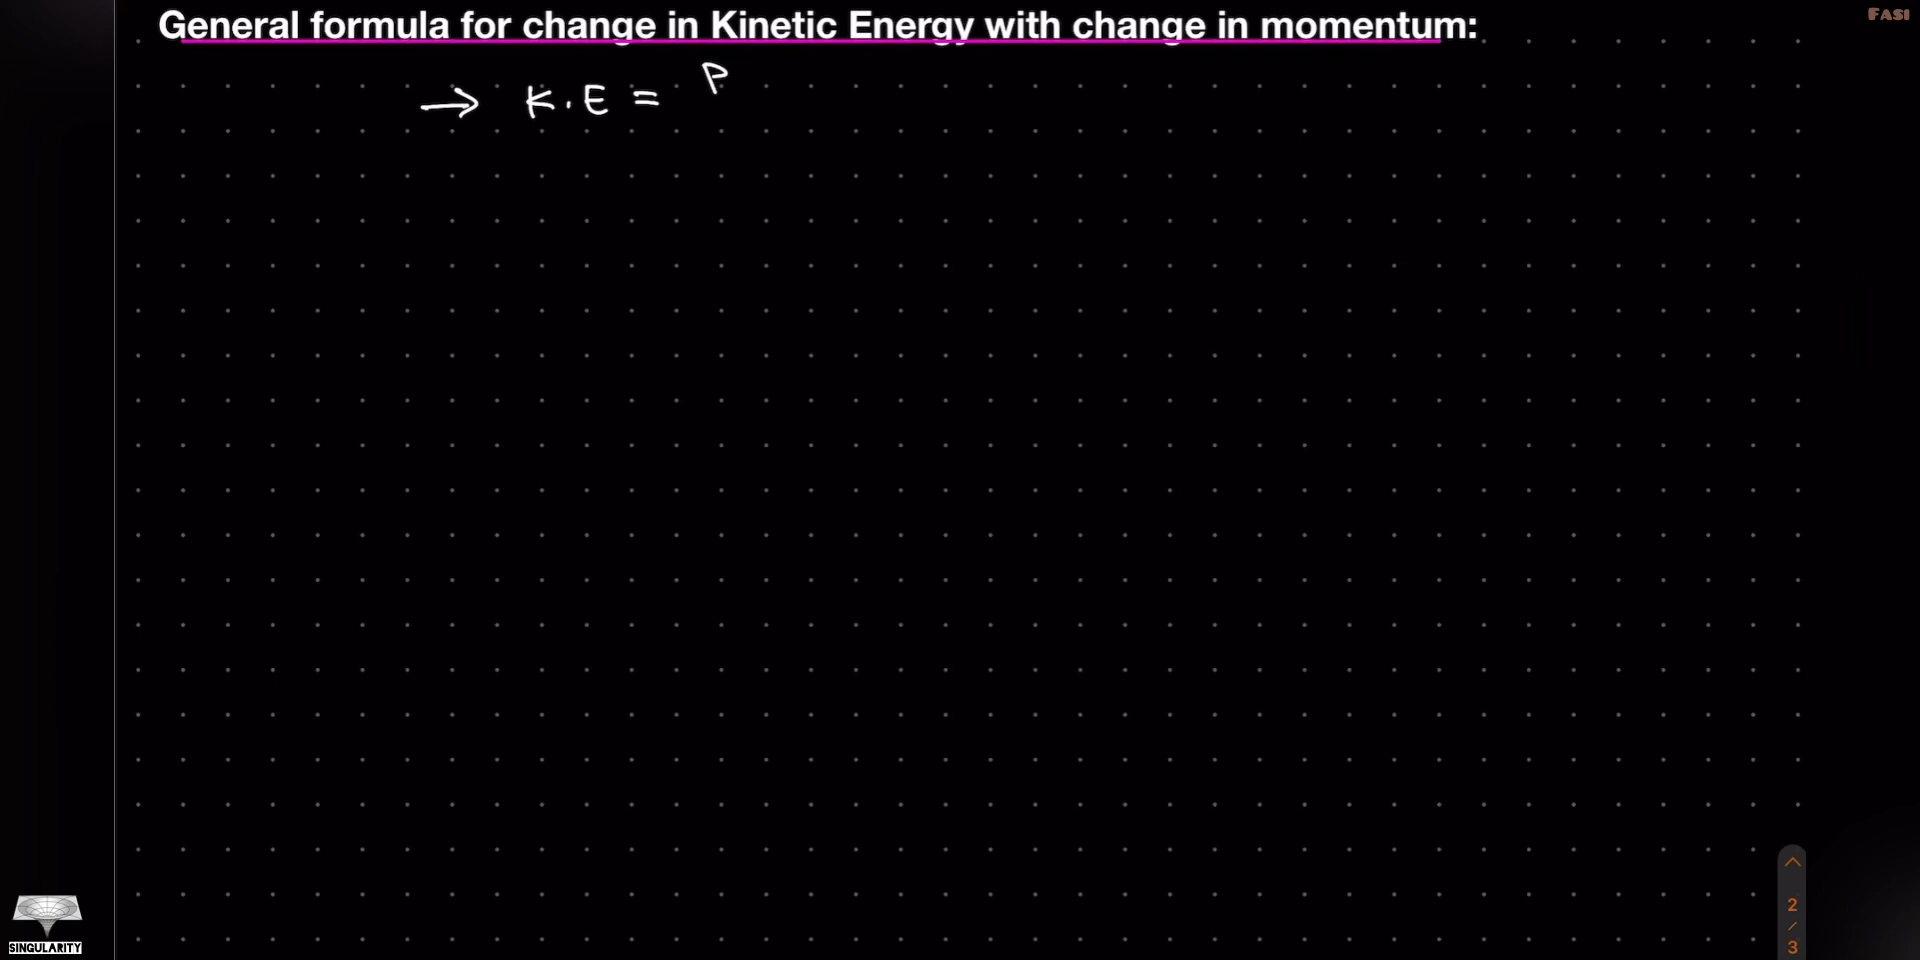 General formula for change in Kinetic Energy with change in momentum:
FASI
→ K.E = P
2
/
3
SINGULARITY